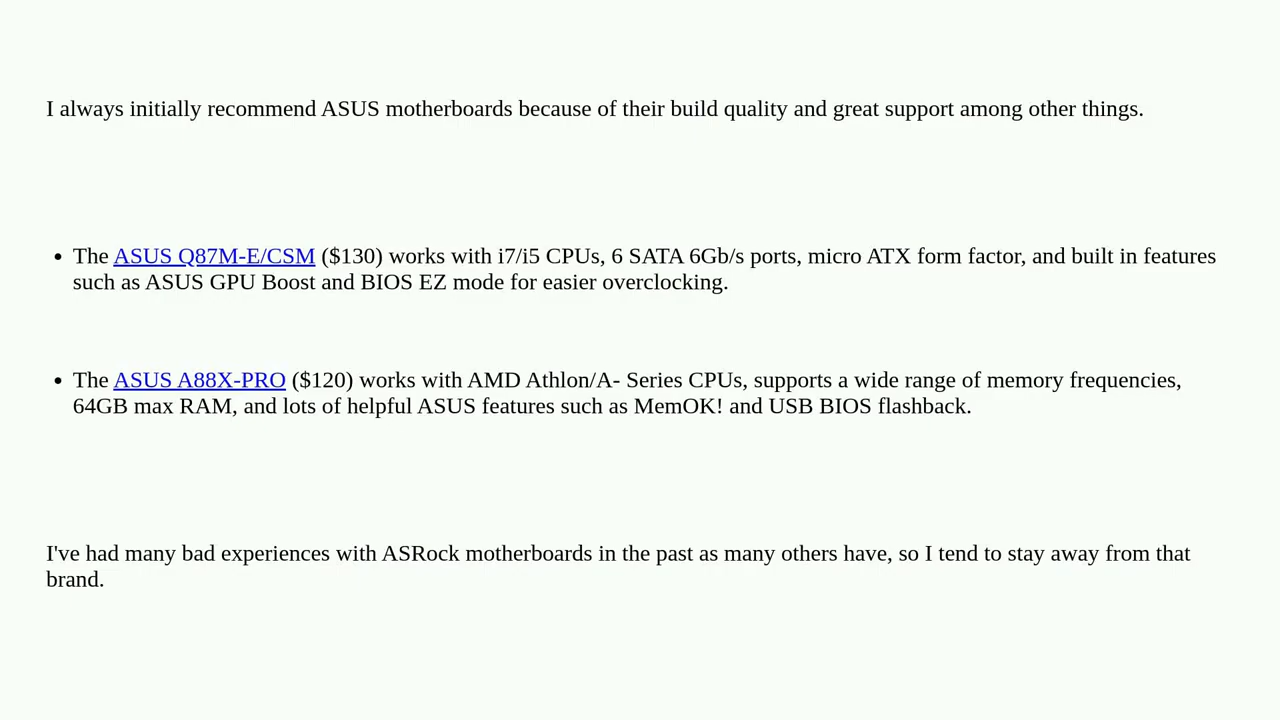 I always initially recommend ASUS motherboards because of their build quality and great support among other things.
• The ASUS Q87M-E/CSM ($130) works with i7/i5 CPUs, 6 SATA 6Gb/s ports, micro ATX form factor, and built in features
such as ASUS GPU Boost and BIOS EZ mode for easier overclocking.
• The ASUS A88X-PRO ($120) works with AMD Athlon/A- Series CPUs, supports a wide range of memory frequencies,
64GB max RAM, and lots of helpful ASUS features such as MemOK! and USB BIOS flashback.
I've had many bad experiences with ASRock motherboards in the past as many others have, so I tend to stay away from that
brand.